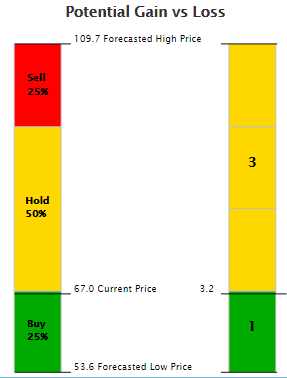 Potential Gain vs Loss
109.7 Forecasted High Price
Sell
25%
3
Hold
50%
67.0 Current Price
3.2
Buy
25%
1
53.6 Forecasted Low Price